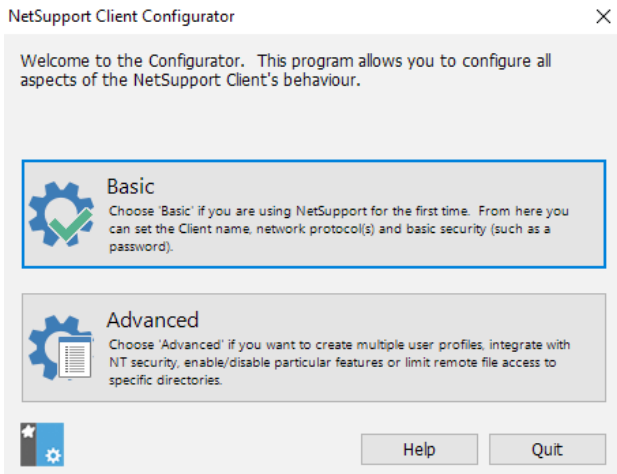 NetSupport Client Configurator
Welcome to the Configurator. This program allows you to configure all
aspects of the NetSupport Client's behaviour.
Basic
Choose 'Basic' if you are using NetSupport for the first time. From here you
can set the Client name, network protocol(s) and basic security (such as a
password).
Advanced
Choose 'Advanced' if you want to create multiple user profiles, integrate with
NT security, enable/disable particular features or limit remote file access to
specific directories.
Help
Quit